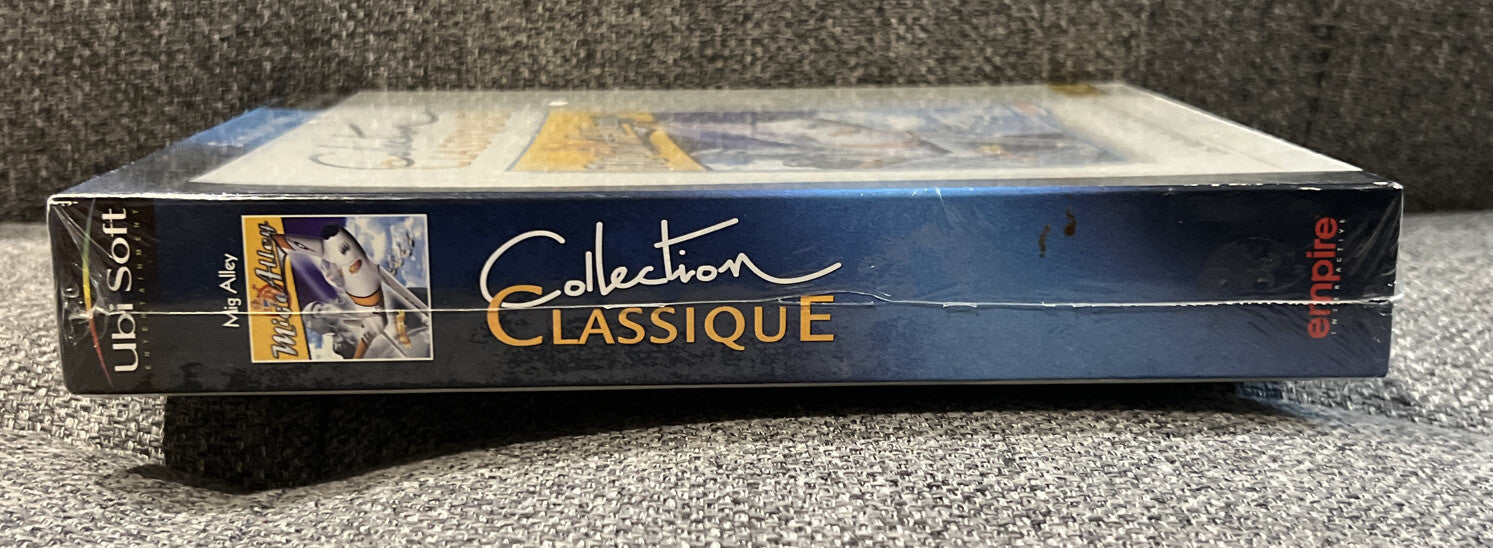 Ubi Soft
ENTERTAINMENT
Mig Alley
MiG Alley
Collection
CLASSIQUE
empire
INTERACTIVE